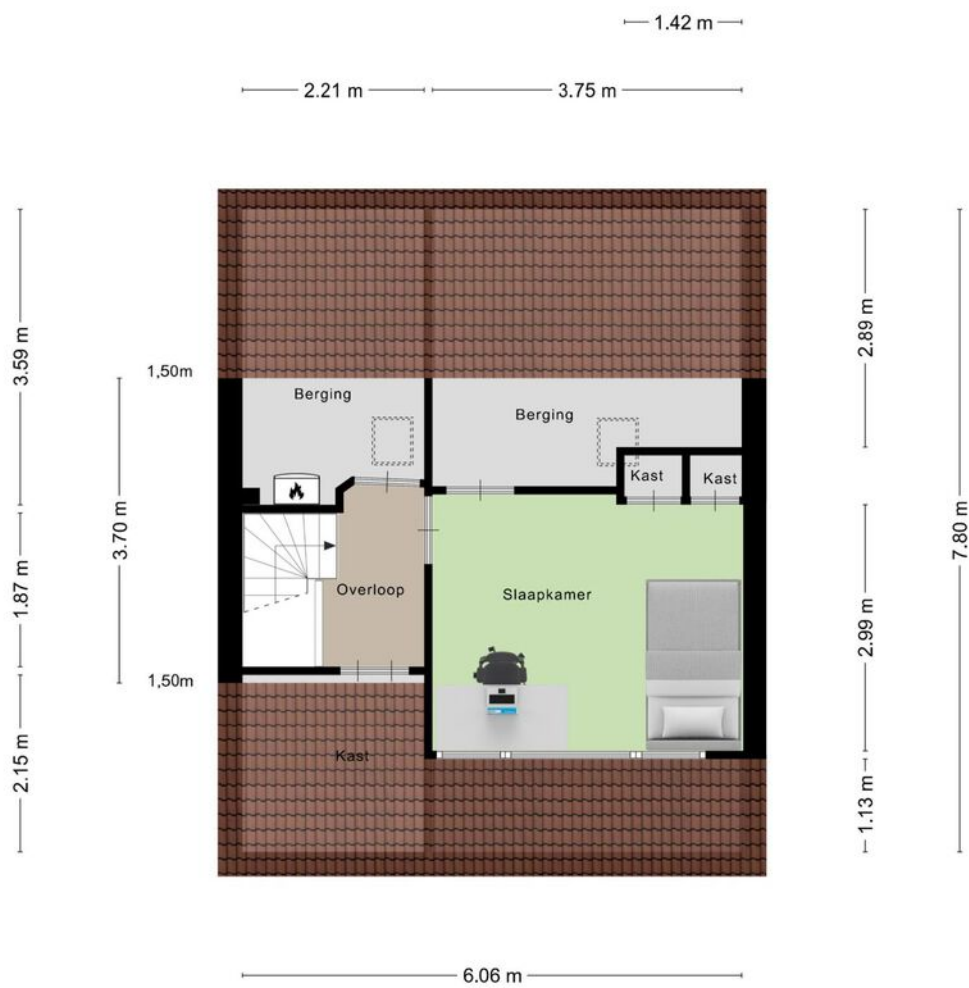 1.42 m
2.21 m
3.75 m
1,50m
Berging
Berging
Kast
Kast
3.59 m
2.89 m
3.70 m
7.80 m
1.87 m
Overloop
Slaapkamer
2.99 m
1,50m
2.15 m
Kast
1.13 m
6.06 m